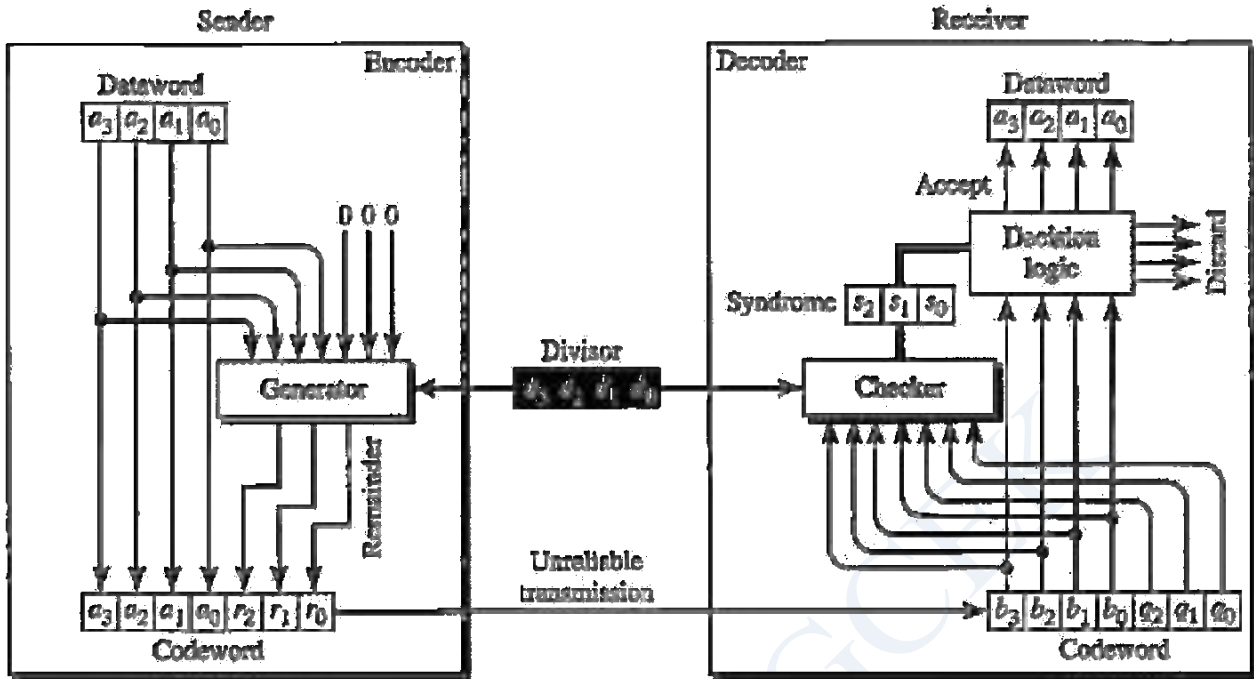 Sender
Receiver
Encoder
Decoder
Dataword
a3 a2 a1 a0
Dataword
a3 a2 a1 a0
Accept
0 0 0
Decision
logic
Discard
Syndrome
s2 s1 s0
Divisor
d3 d2 d1 d0
Generator
Checker
Remainder
Unreliable
transmission
a3 a2 a1 a0 r2 r1 r0
b3 b2 b1 b0 q2 q1 q0
Codeword
Codeword